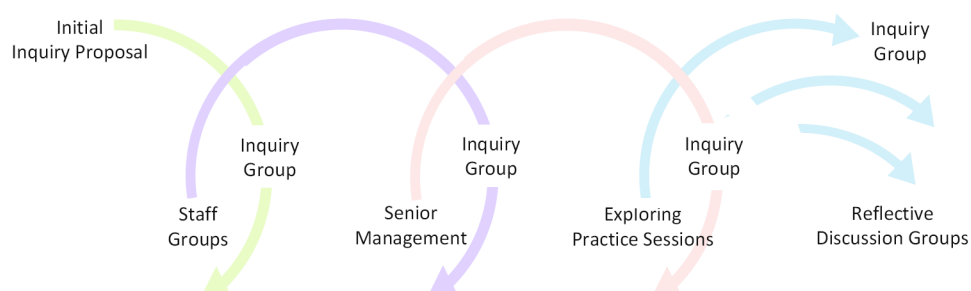 Initial
Inquiry Proposal
Inquiry
Group
Staff
Groups
Inquiry
Group
Senior
Management
Inquiry
Group
Exploring
Practice Sessions
Inquiry
Group
Reflective
Discussion Groups